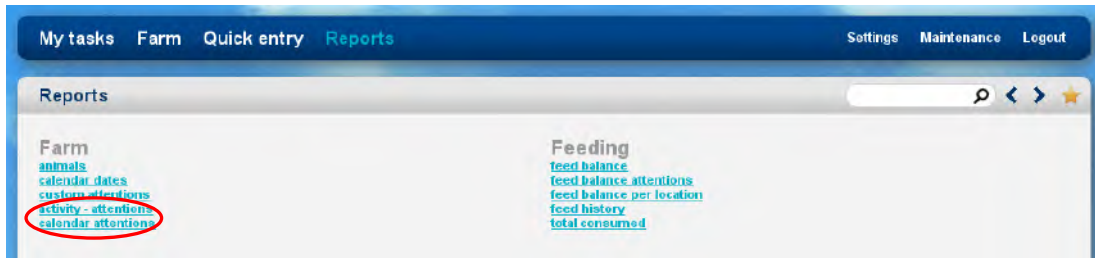 My tasks Farm Quick entry Reports Settings Maintenance Logout
Reports
Farm
animals
calendar dates
custom attentions
activity - attentions
calendar attentions
Feeding
feed balance
feed balance attentions
feed balance per location
feed history
total consumed